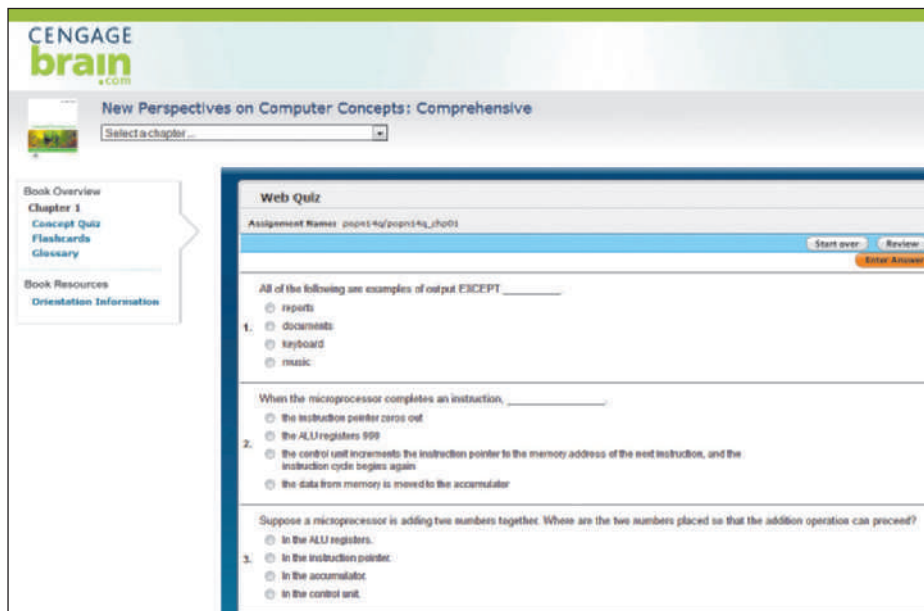 CENGAGE
brain
.com
New Perspectives on Computer Concepts: Comprehensive
Select a chapter...
Book Overview
Chapter 1
Concept Quiz
Flashcards
Glossary
Book Resources
Orientation Information
Web Quiz
Assignment Name: popn14q/popn14q_chp01
Start over
Review
Enter Answer
All of the following are examples of output EXCEPT __________.
1.
reports
documents
keyboard
music
When the microprocessor completes an instruction, _________________.
2.
the instruction pointer zeros out
the ALU registers 999
the control unit increments the instruction pointer to the memory address of the next instruction, and the
instruction cycle begins again
the data from memory is moved to the accumulator
Suppose a microprocessor is adding two numbers together. Where are the two numbers placed so that the addition operation can proceed?
3.
In the ALU registers.
In the instruction pointer.
In the accumulator.
In the control unit.